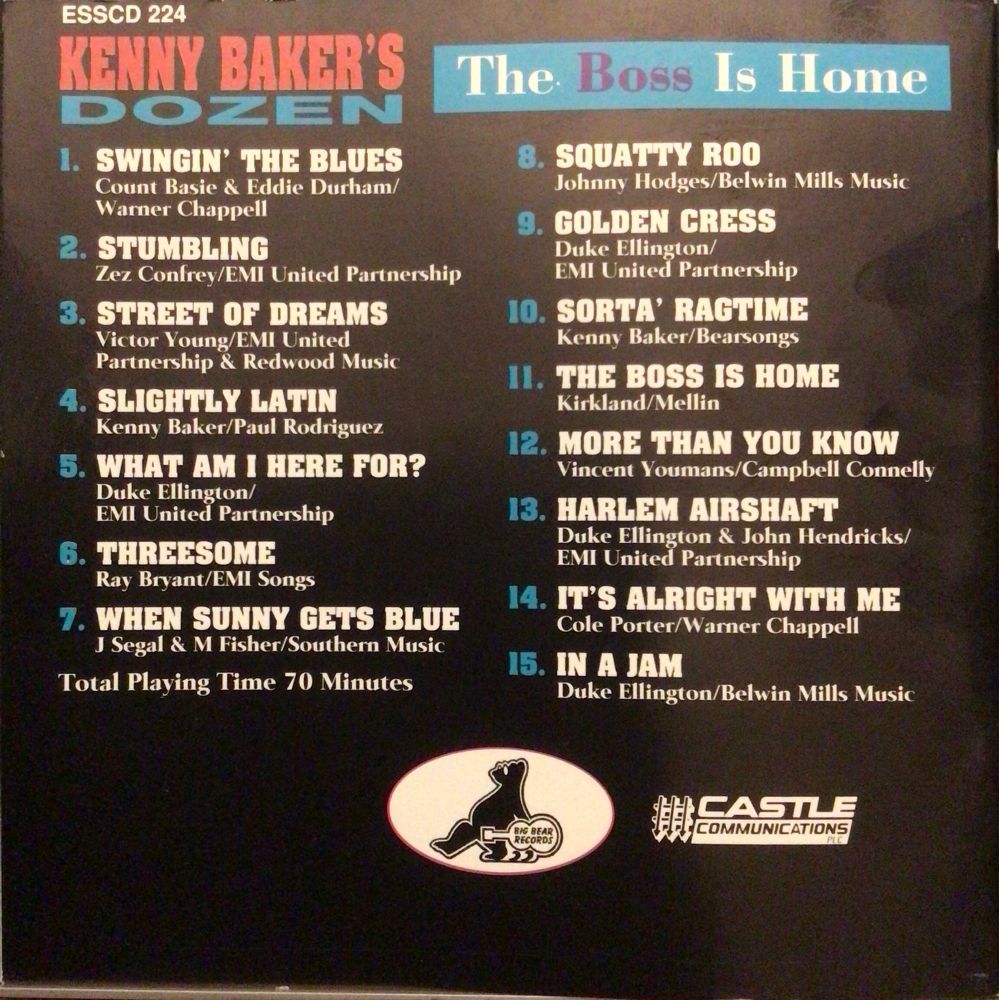 ESSCD 224
KENNY BAKER'S
DOZEN
The Boss Is Home
1. SWINGIN' THE BLUES
Count Basie & Eddie Durham/
Warner Chappell
2. STUMBLING
Zez Confrey/EMI United Partnership
3. STREET OF DREAMS
Victor Young/EMI United
Partnership & Redwood Music
4. SLIGHTLY LATIN
Kenny Baker/Paul Rodriguez
5. WHAT AM I HERE FOR?
Duke Ellington/
EMI United Partnership
6. THREESOME
Ray Bryant/EMI Songs
7. WHEN SUNNY GETS BLUE
J Segal & M Fisher/Southern Music
Total Playing Time 70 Minutes
8. SQUATTY ROO
Johnny Hodges/Belwin Mills Music
9. GOLDEN CRESS
Duke Ellington/
EMI United Partnership
10. SORTA' RAGTIME
Kenny Baker/Bearsongs
11. THE BOSS IS HOME
Kirkland/Mellin
12. MORE THAN YOU KNOW
Vincent Youmans/Campbell Connelly
13. HARLEM AIRSHAFT
Duke Ellington & John Hendricks/
EMI United Partnership
14. IT'S ALRIGHT WITH ME
Cole Porter/Warner Chappell
15. IN A JAM
Duke Ellington/Belwin Mills Music
BIG BEAR
RECORDS
CASTLE
COMMUNICATIONS
PLC